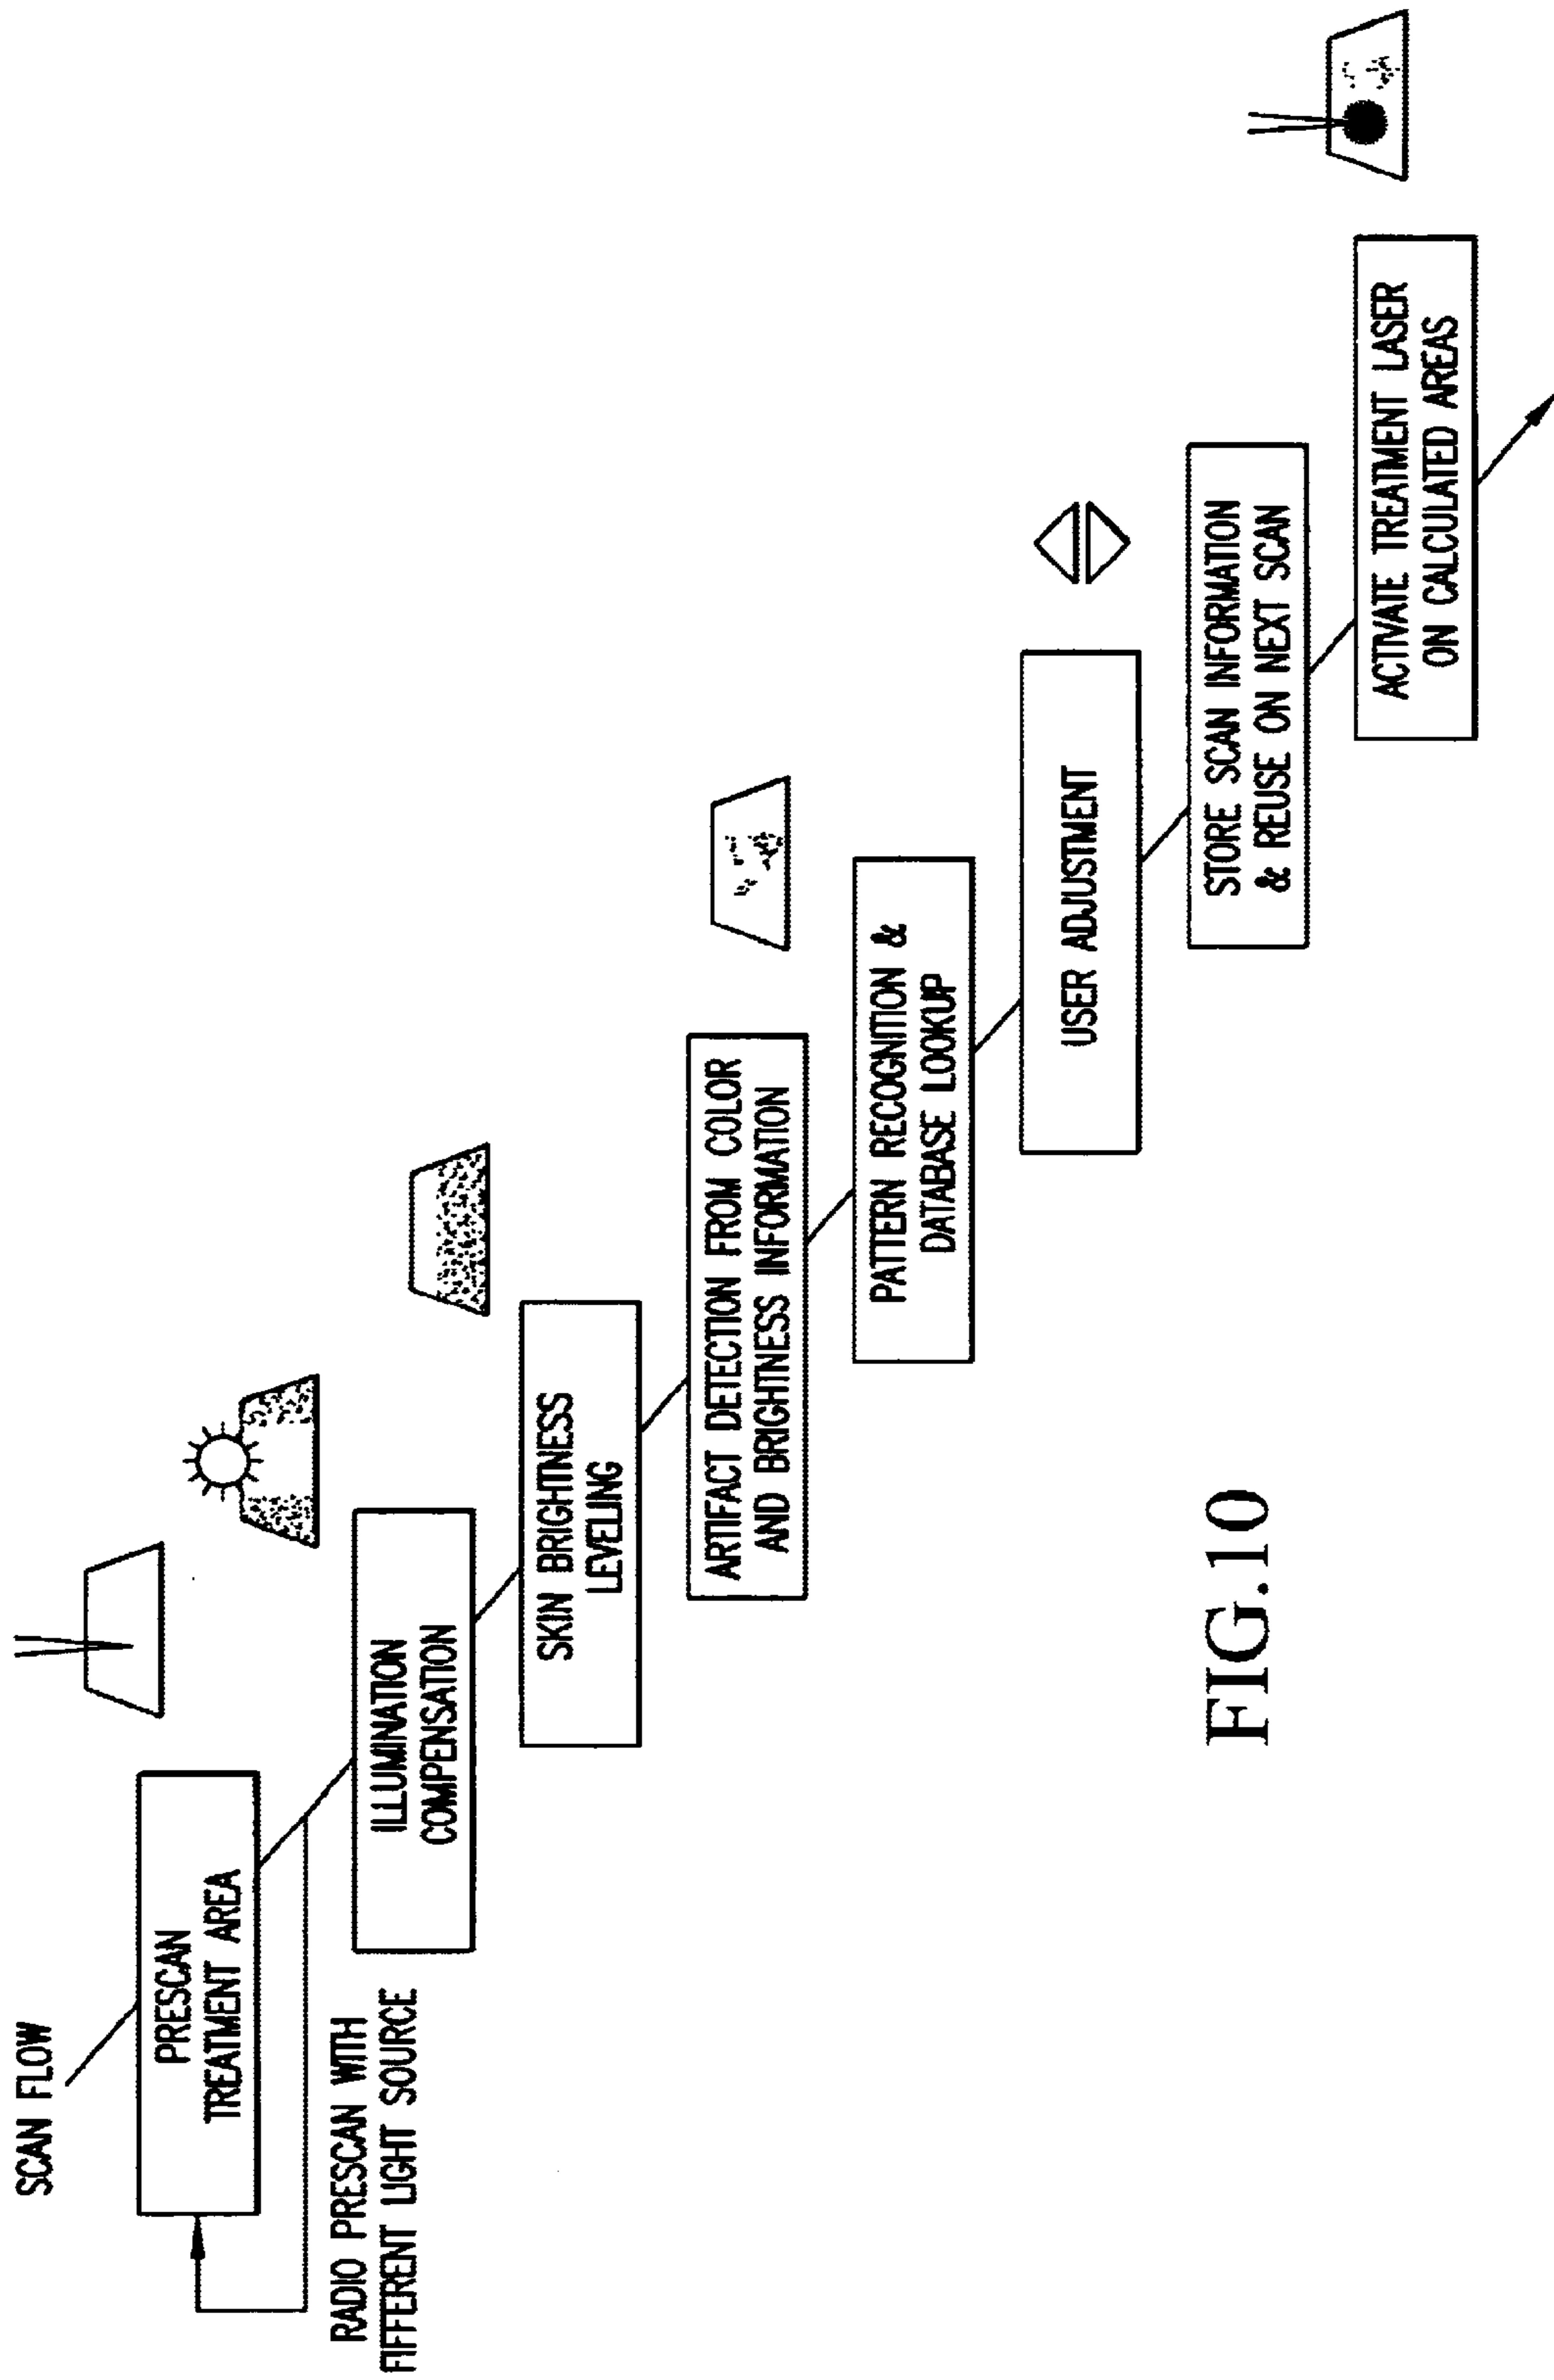 SCAN FLOW
PRESCAN
TREATMENT AREA
RADIO PRESCAN WITH
FIFFERENT LIGHT SOURCE
ILLUMINATION
COMPENSATION
SKIN BRIGHTNESS
LEVELING
ARTIFACT DETECTION FROM COLOR
AND BRIGHTNESS INFORMATION
PATTERN RECOGNITION &
DATABASE LOOKUP
USER ADJUSTMENT
STORE SCAN INFORMATION
& REUSE ON NEXT SCAN
ACTIVATE TREATMENT LASER
ON CALCULATED AREAS
FIG.10